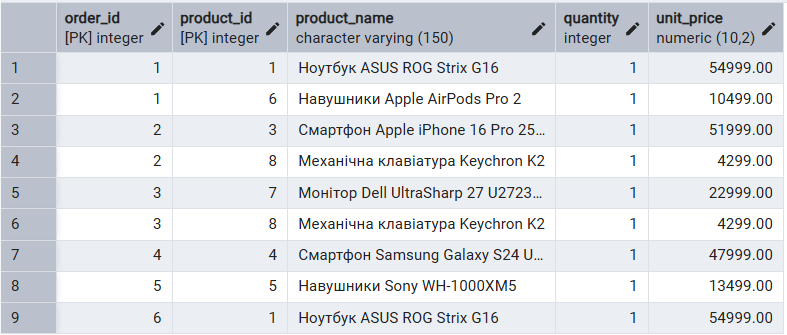 order_id product_id product_name quantity unit_price
[PK] integer [PK] integer character varying (150) integer numeric (10,2)
1 1 1 Ноутбук ASUS ROG Strix G16 1 54999.00
2 1 6 Навушники Apple AirPods Pro 2 1 10499.00
3 2 3 Смартфон Apple iPhone 16 Pro 25… 1 51999.00
4 2 8 Механічна клавіатура Keychron K2 1 4299.00
5 3 7 Монітор Dell UltraSharp 27 U2723… 1 22999.00
6 3 8 Механічна клавіатура Keychron K2 1 4299.00
7 4 4 Смартфон Samsung Galaxy S24 U… 1 47999.00
8 5 5 Навушники Sony WH-1000XM5 1 13499.00
9 6 1 Ноутбук ASUS ROG Strix G16 1 54999.00